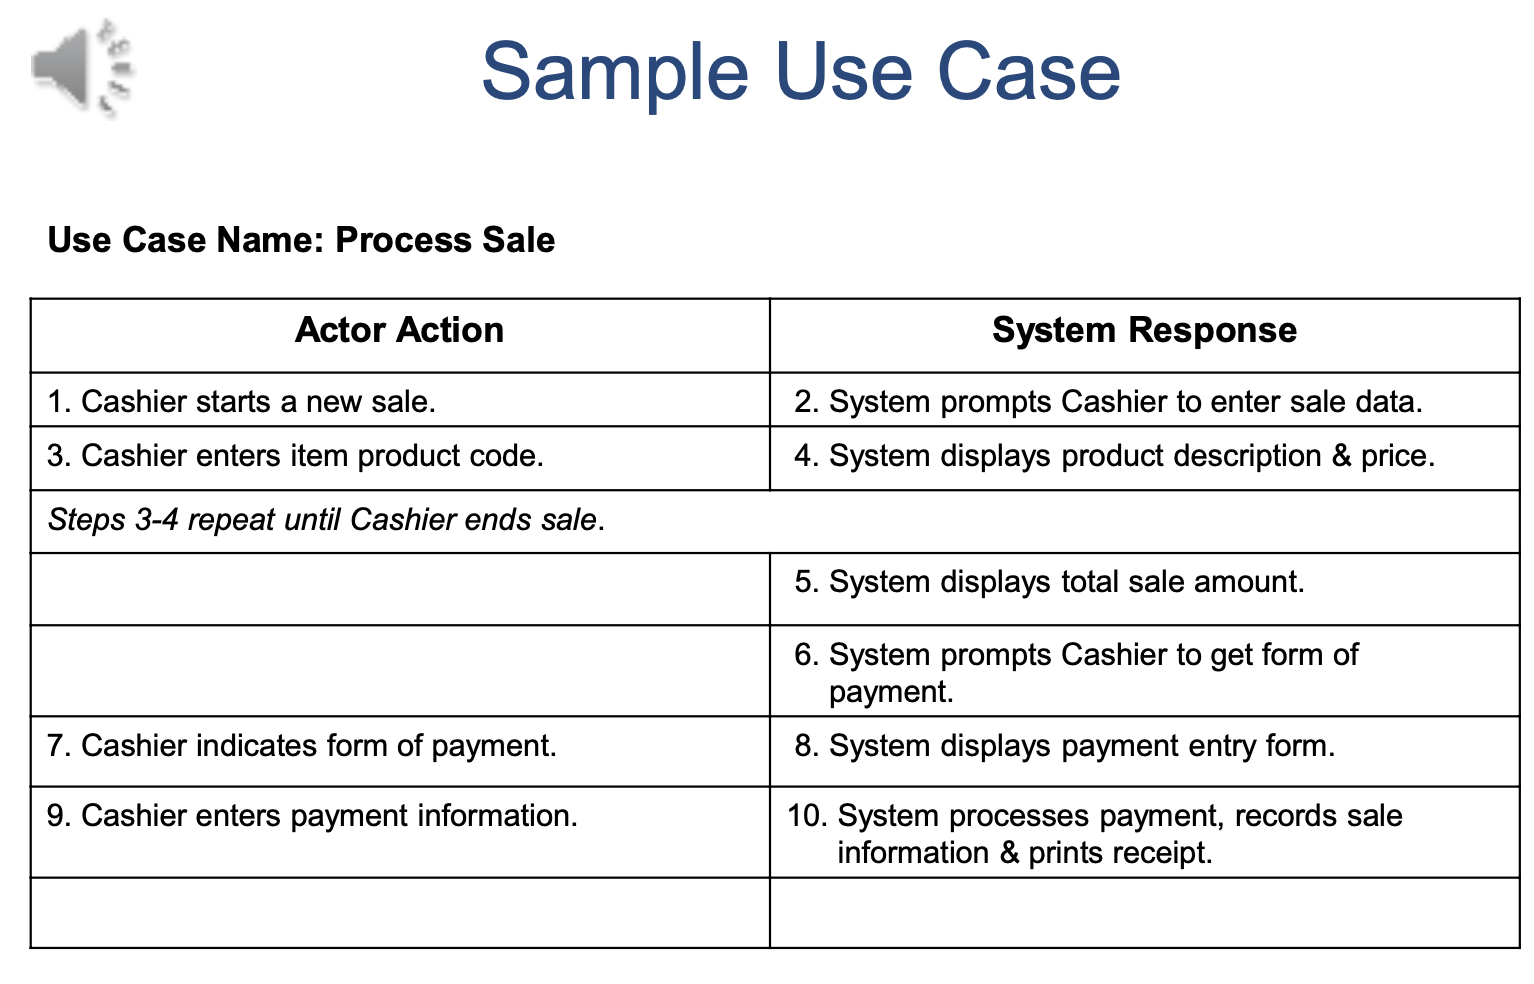 Sample Use Case
Use Case Name: Process Sale
Actor Action
System Response
1. Cashier starts a new sale.
2. System prompts Cashier to enter sale data.
3. Cashier enters item product code.
4. System displays product description & price.
Steps 3-4 repeat until Cashier ends sale.
5. System displays total sale amount.
6. System prompts Cashier to get form of
payment.
7. Cashier indicates form of payment.
8. System displays payment entry form.
9. Cashier enters payment information.
10. System processes payment, records sale
information & prints receipt.